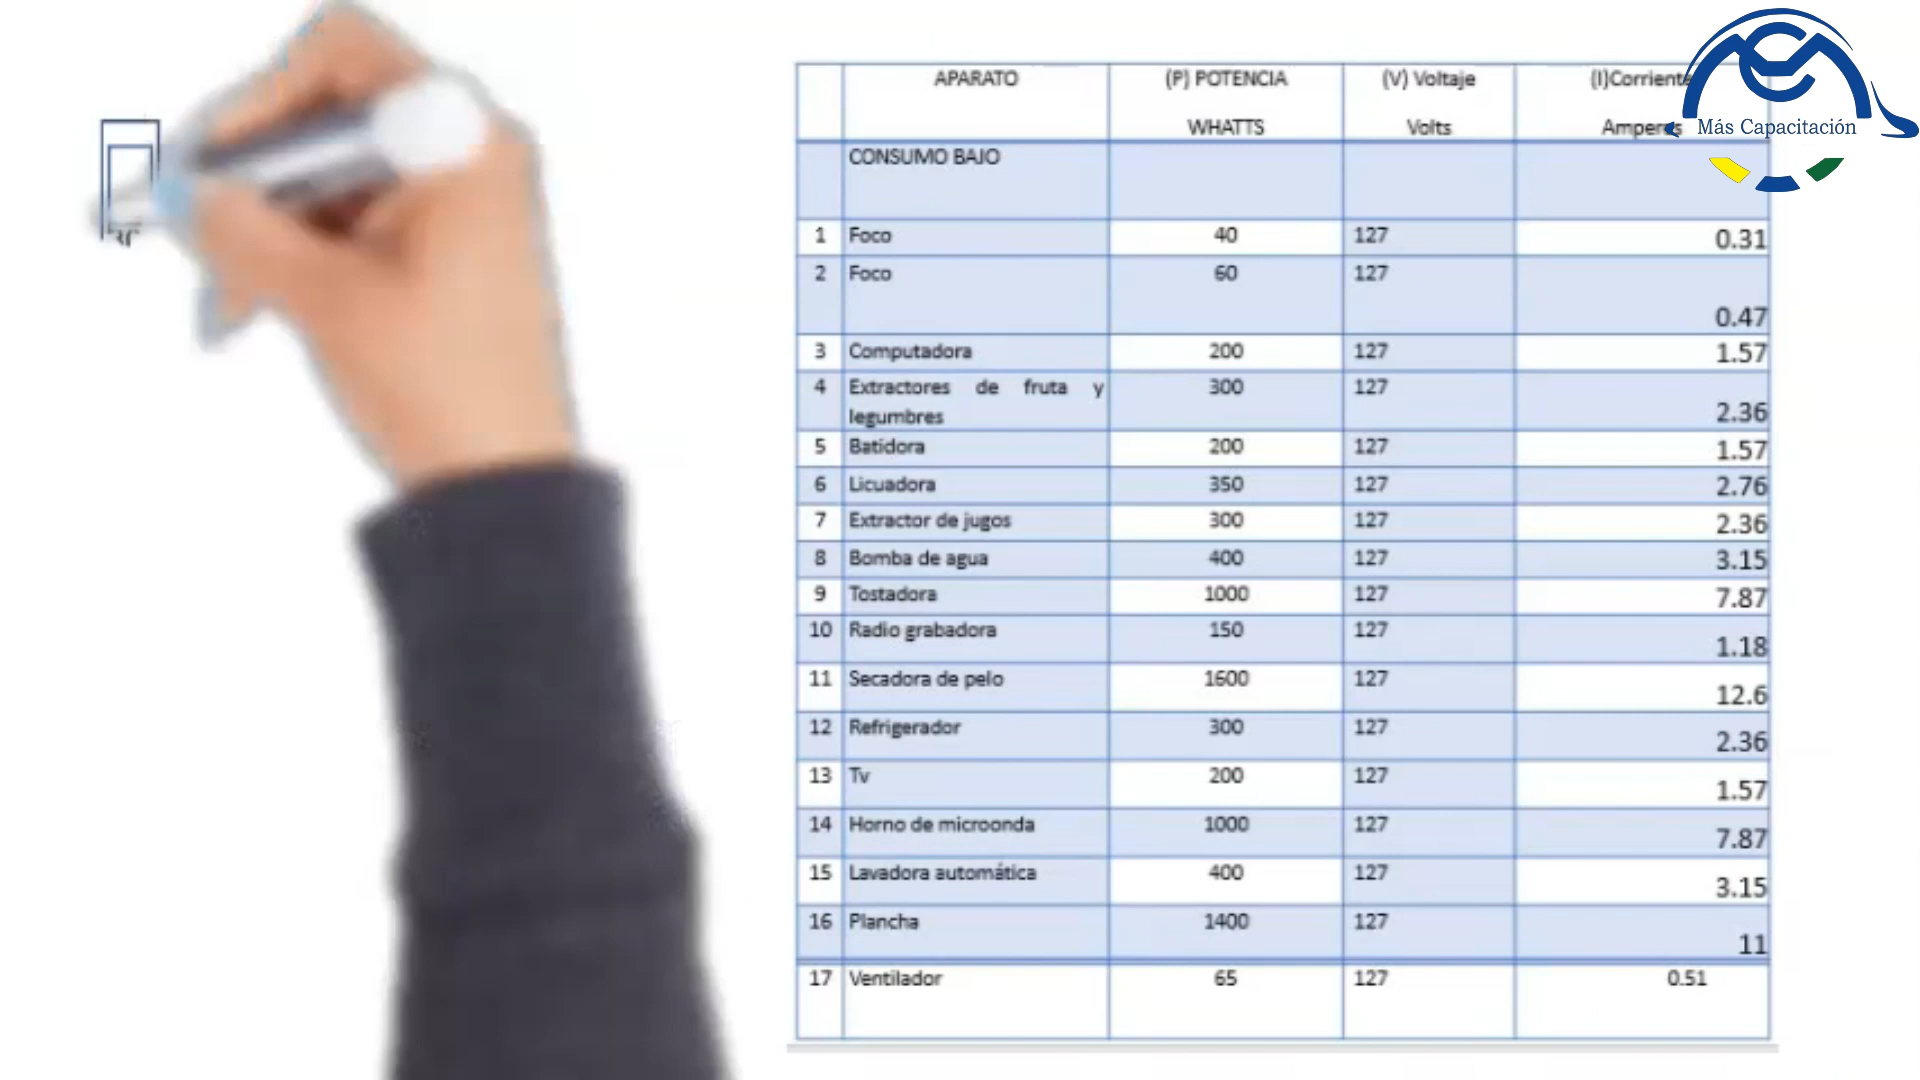 APARATO (P) POTENCIA WHATTS (V) Voltaje Volts (I)Corriente Amperes
Más Capacitación
CONSUMO BAJO
1 Foco 40 127 0.31
2 Foco 60 127 0.47
3 Computadora 200 127 1.57
4 Extractores de fruta y legumbres 300 127 2.36
5 Batidora 200 127 1.57
6 Licuadora 350 127 2.76
7 Extractor de jugos 300 127 2.36
8 Bomba de agua 400 127 3.15
9 Tostadora 1000 127 7.87
10 Radio grabadora 150 127 1.18
11 Secadora de pelo 1600 127 12.6
12 Refrigerador 300 127 2.36
13 Tv 200 127 1.57
14 Horno de microonda 1000 127 7.87
15 Lavadora automática 400 127 3.15
16 Plancha 1400 127 11
17 Ventilador 65 127 0.51